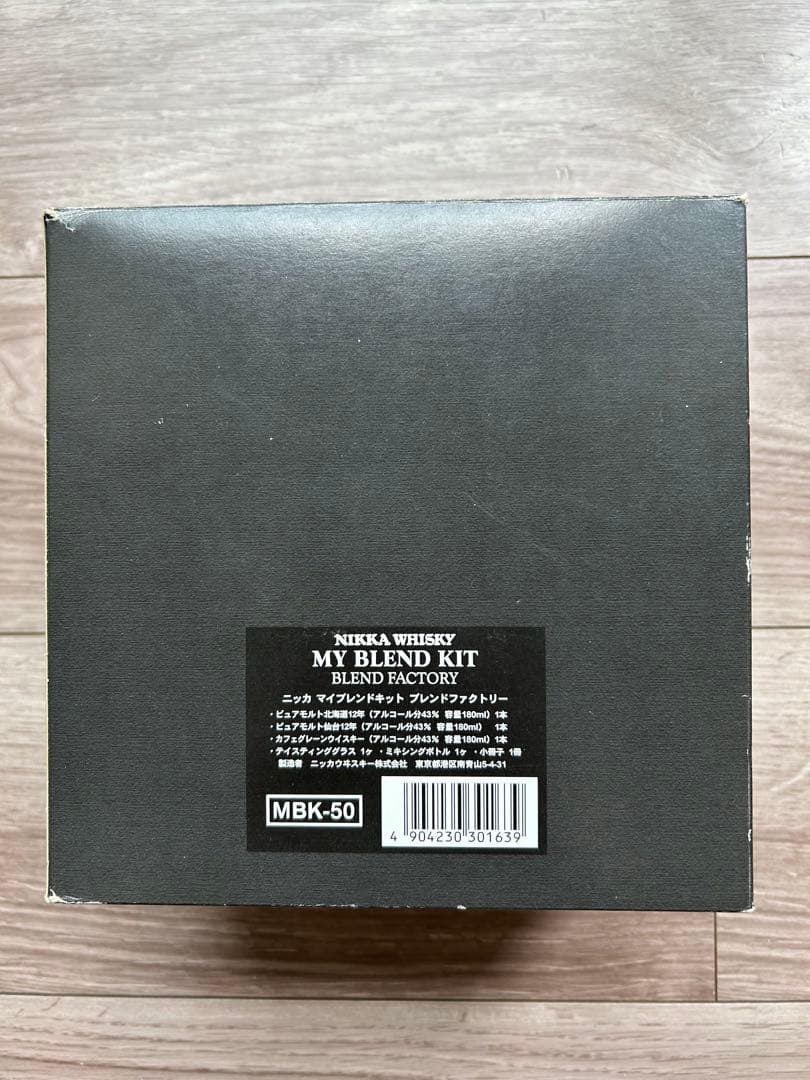 NIKKA WHISKY
MY BLEND KIT
BLEND FACTORY
ニッカ マイブレンドキット ブレンドファクトリー
・ピュアモルト北海道12年（アルコール分43% 容量180ml）1本
・ピュアモルト仙台12年（アルコール分43% 容量180ml） 1本
・カフェグレーンウイスキー（アルコール分43% 容量180ml）1本
・テイスティンググラス 1ヶ ・ミキシングボトル 1ヶ ・小冊子 1冊
製造者 ニッカウヰスキー株式会社 東京都港区南青山5-4-31
MBK-50
4 904230 301639